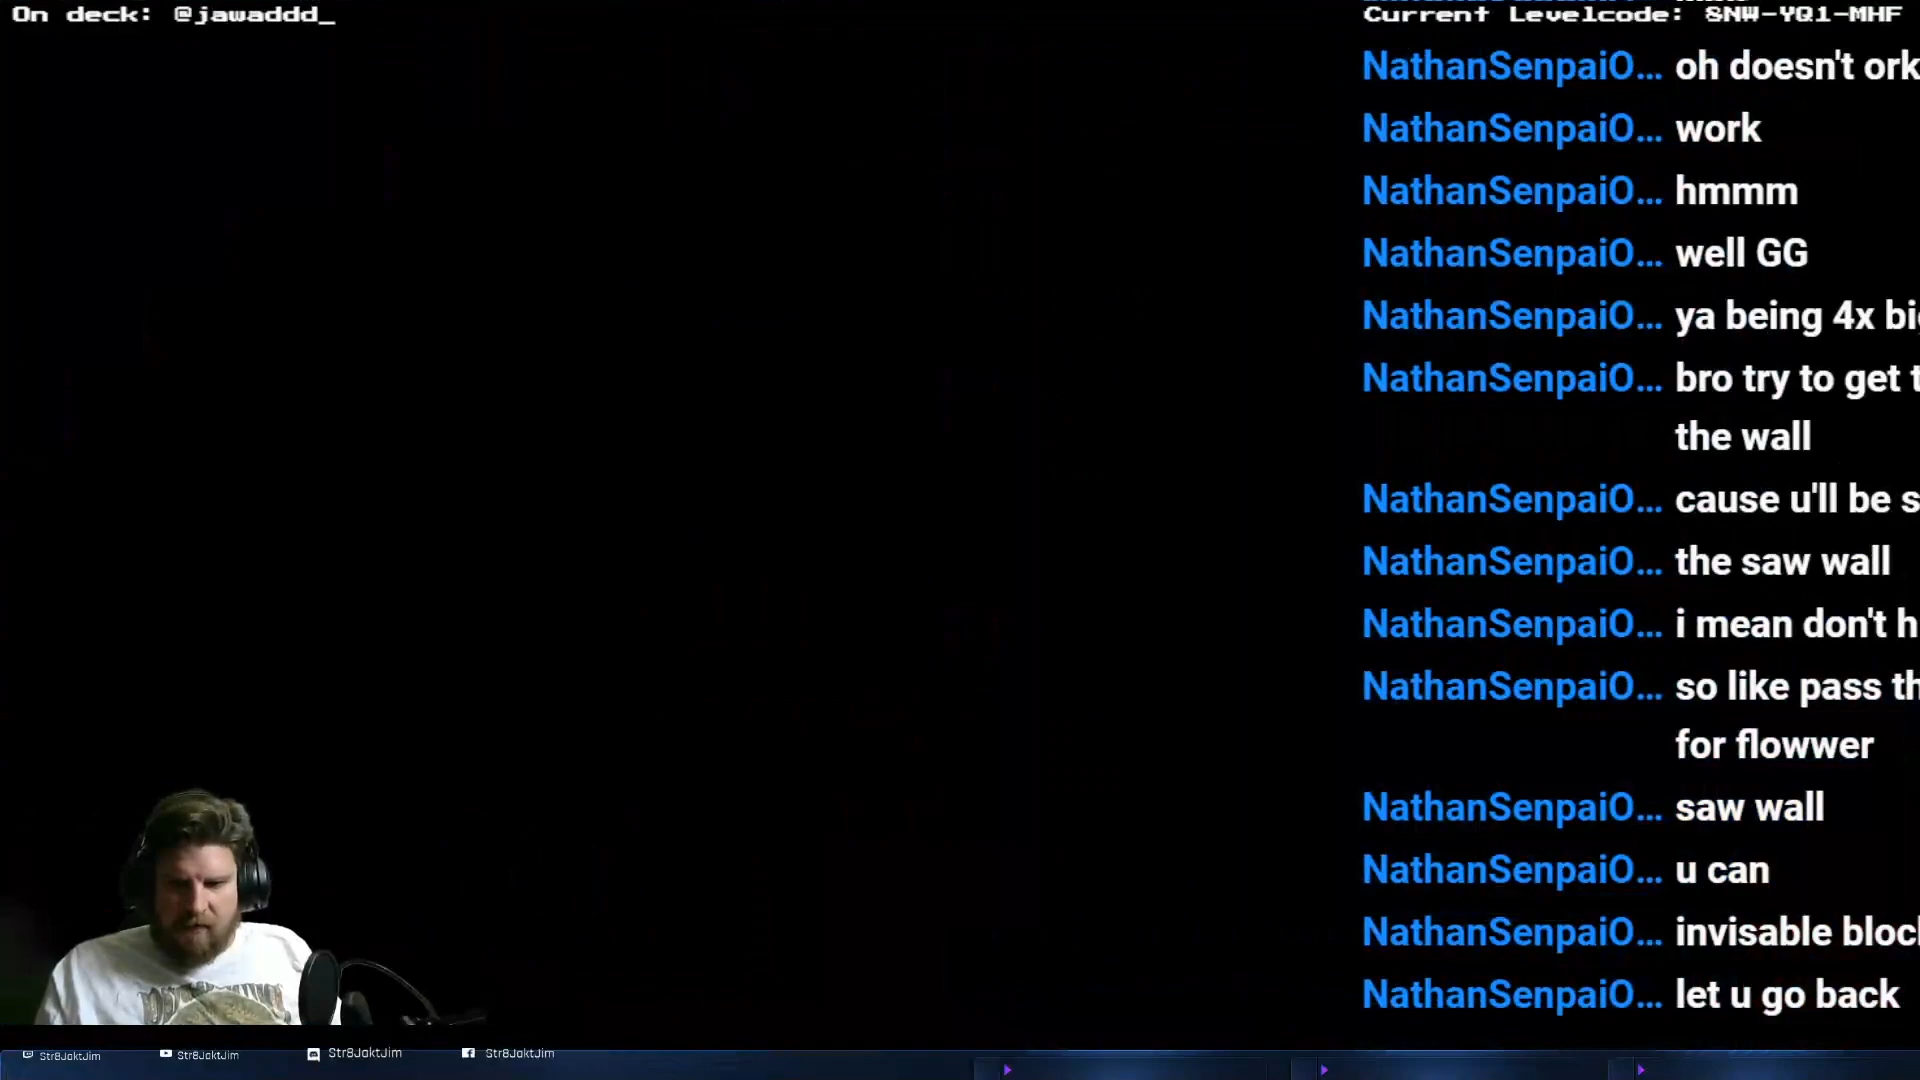 On deck: @jawaddd_
Current Levelcode: 8NW-YQ1-MHF
NathanSenpaiO... oh doesn't ork
NathanSenpaiO... work
NathanSenpaiO... hmmm
NathanSenpaiO... well GG
NathanSenpaiO... ya being 4x
NathanSenpaiO... bro try to get
the wall
NathanSenpaiO... cause u'll be
NathanSenpaiO... the saw wall
NathanSenpaiO... i mean don't
NathanSenpaiO... so like pass
for flowwer
NathanSenpaiO... saw wall
NathanSenpaiO... u can
NathanSenpaiO... invisable
NathanSenpaiO... let u go back
Str8JaktJim Str8JaktJim Str8JaktJim Str8JaktJim